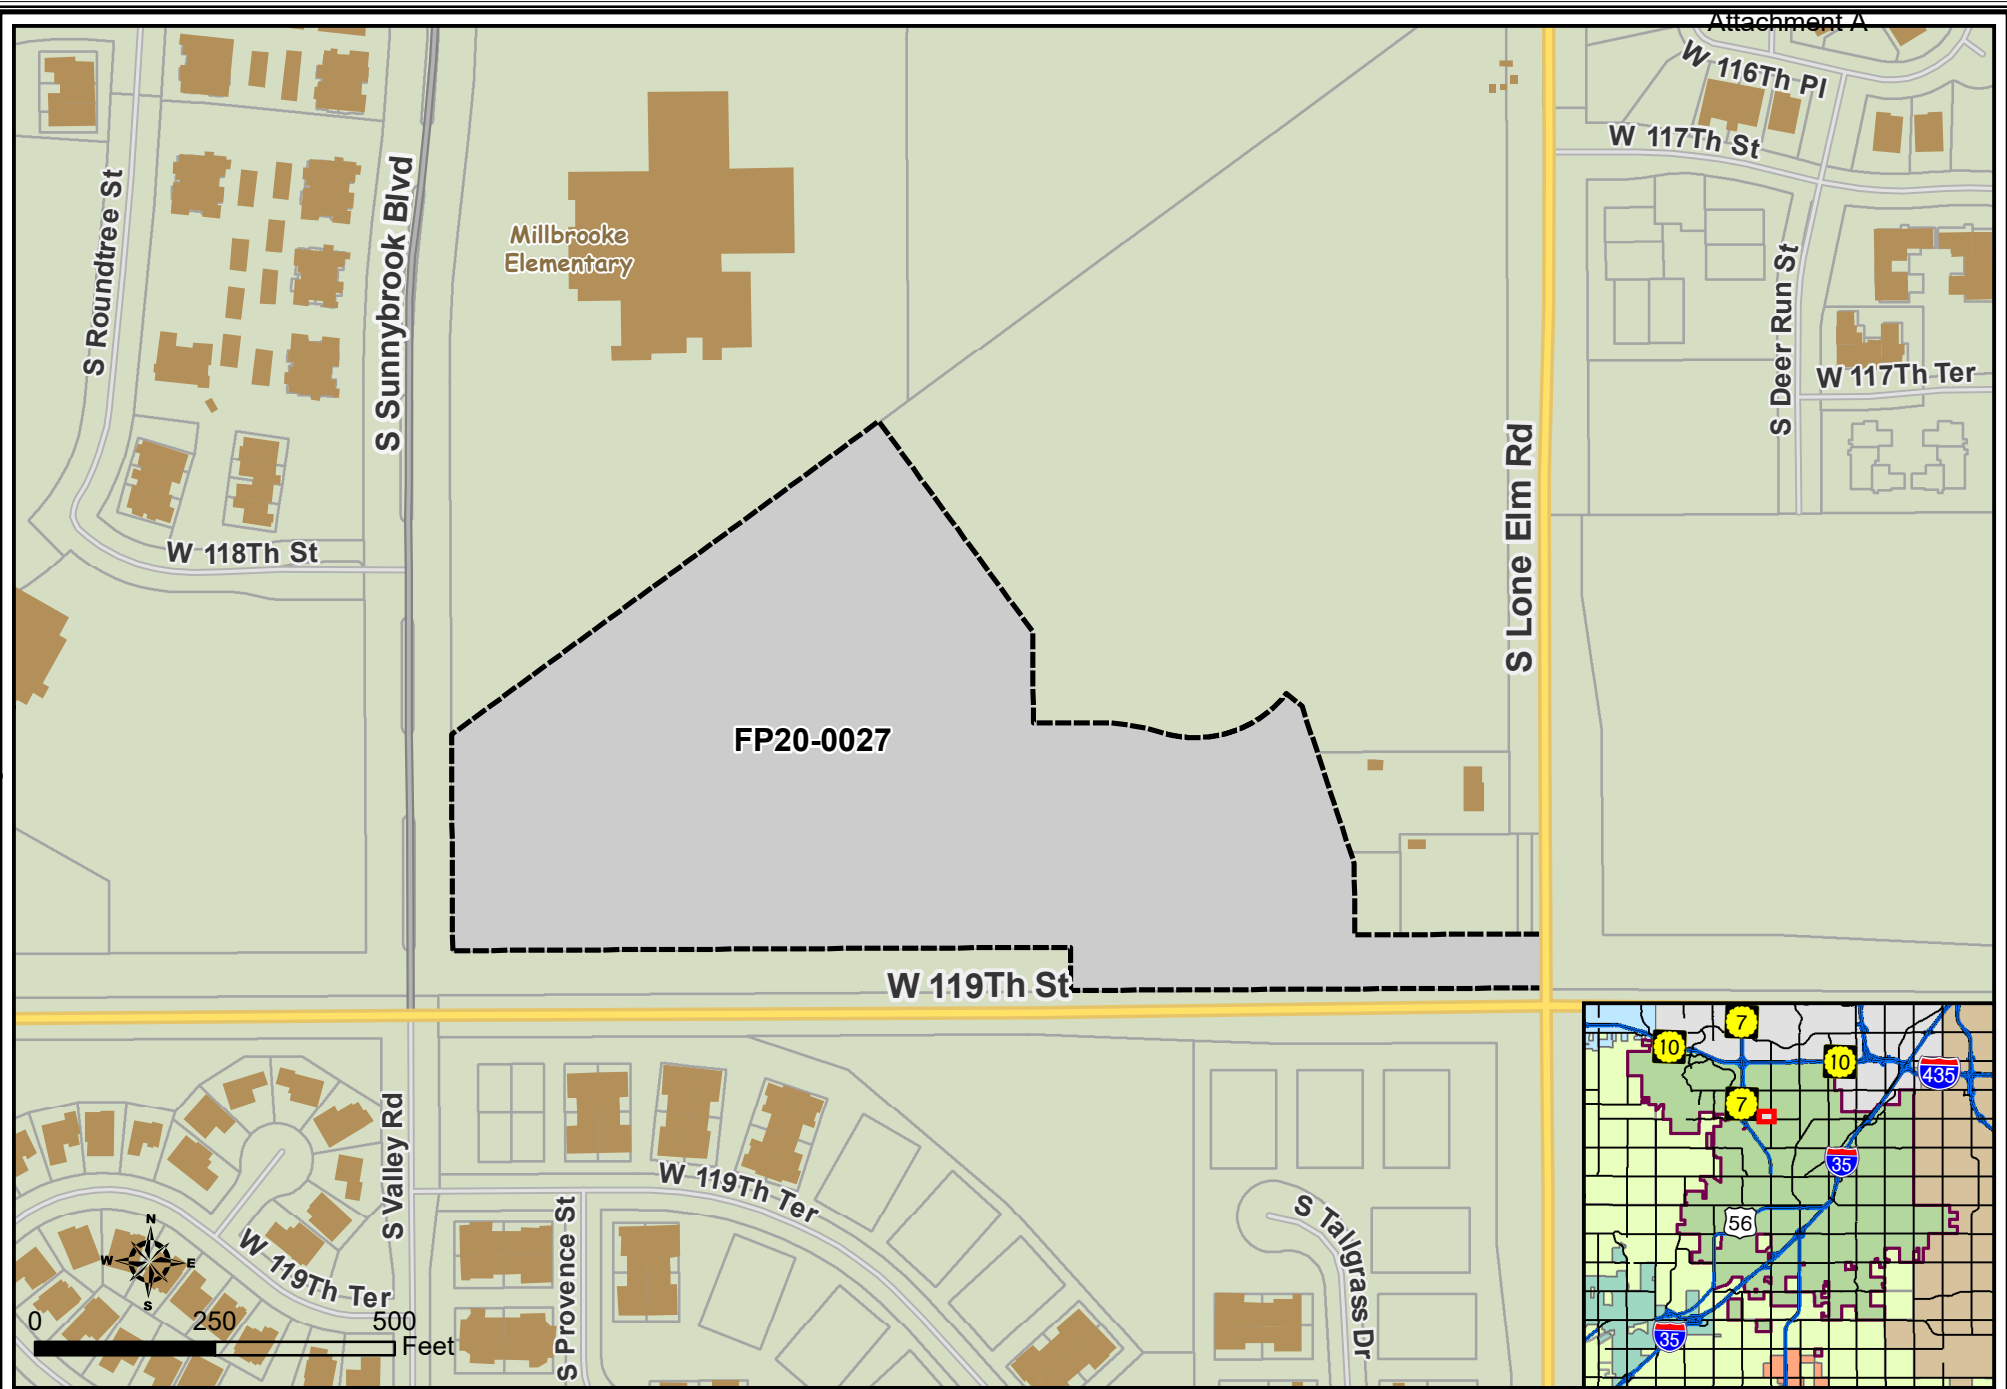 Attachment A
W 116Th Pl
W 117Th St
S Roundtree St
S Sunnybrook Blvd
Millbrooke
Elementary
S Deer Run St
W 117Th Ter
S Lone Elm Rd
W 118Th St
FP20-0027
W 119Th St
S Valley Rd
W 119Th Ter
S Provence St
W 119Th Ter
S Tallgrass Dr
N
W
E
S
0
250
500
Feet
7
10
10
435
7
35
56
35